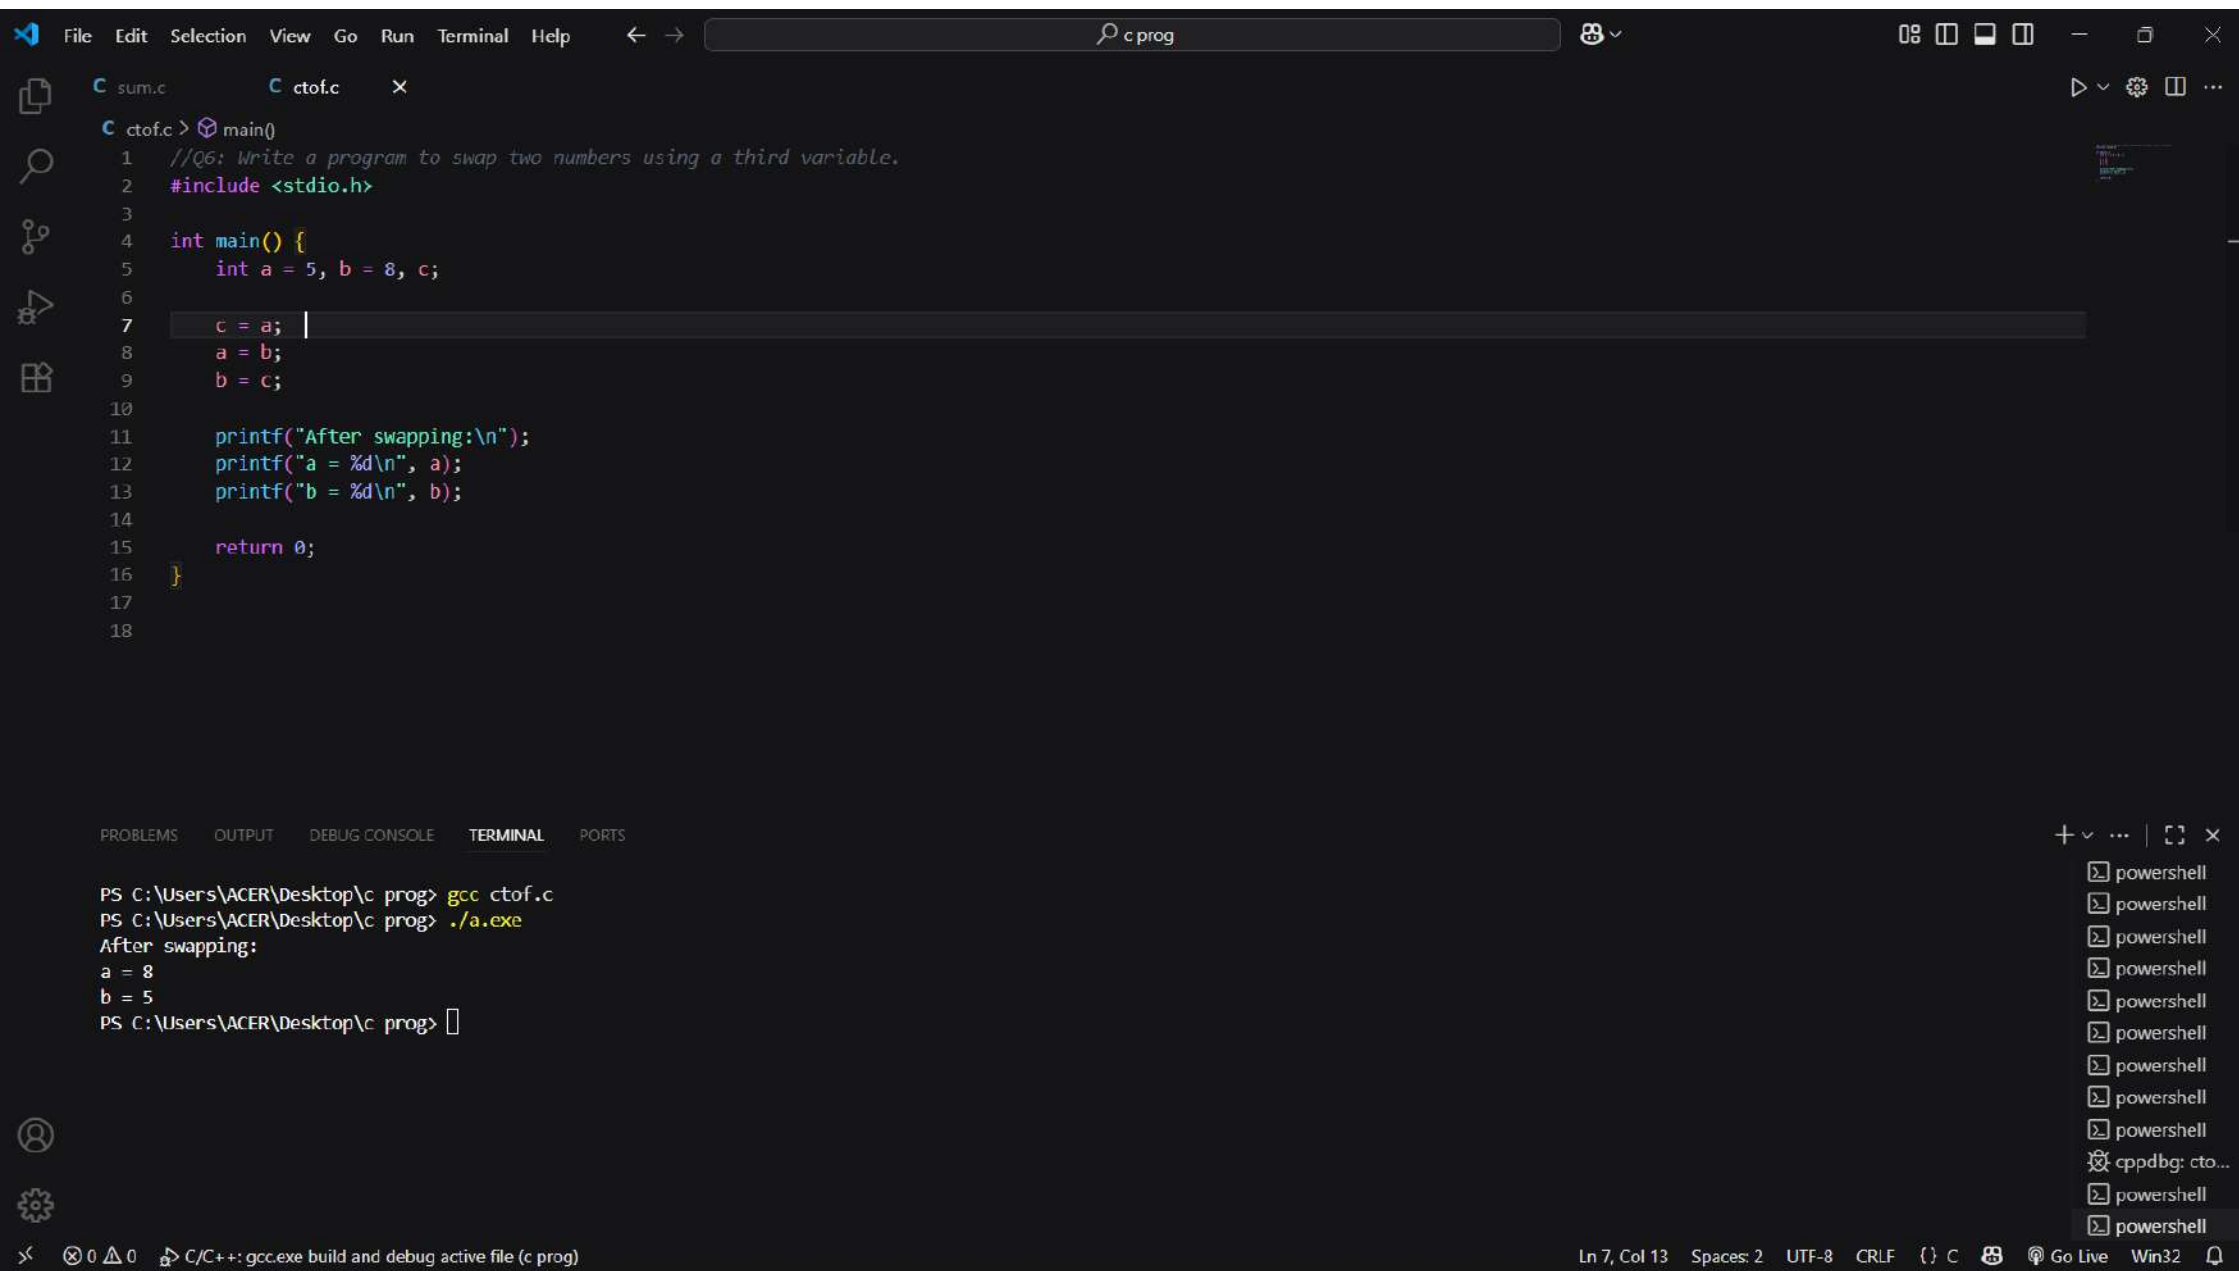 File Edit Selection View Go Run Terminal Help c prog
C sum.c C ctof.c
C ctof.c > main()
1 //Q6: Write a program to swap two numbers using a third variable.
2 #include <stdio.h>
3
4 int main() {
5 int a = 5, b = 8, c;
6
7 c = a;
8 a = b;
9 b = c;
10
11 printf("After swapping:\n");
12 printf("a = %d\n", a);
13 printf("b = %d\n", b);
14
15 return 0;
16 }
17
18
PROBLEMS OUTPUT DEBUG CONSOLE TERMINAL PORTS
PS C:\Users\ACER\Desktop\c prog> gcc ctof.c
PS C:\Users\ACER\Desktop\c prog> ./a.exe
After swapping:
a = 8
b = 5
PS C:\Users\ACER\Desktop\c prog>
powershell
powershell
powershell
powershell
powershell
powershell
powershell
powershell
powershell
cppdbg: cto...
powershell
powershell
0 0 C/C++: gcc.exe build and debug active file (c prog) Ln 7, Col 13 Spaces: 2 UTF-8 CRLF {} C Go Live Win32